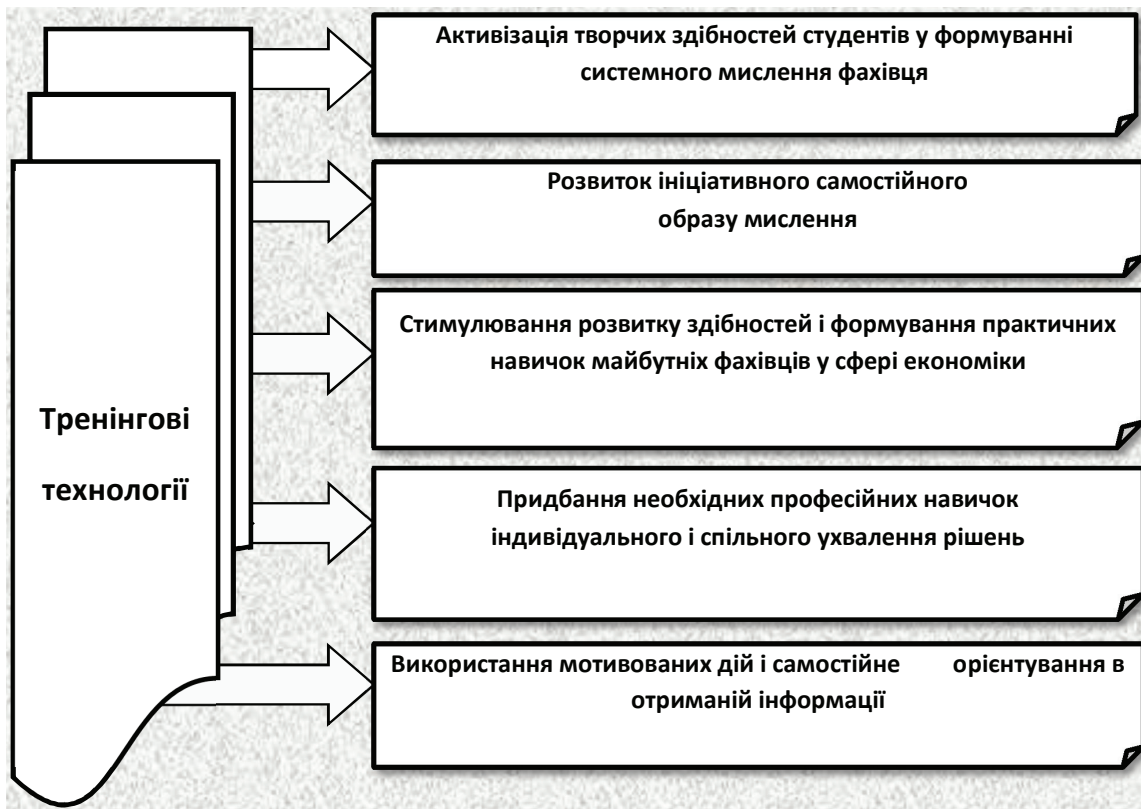 Активізація творчих здібностей студентів у формуванні
системного мислення фахівця
Розвиток ініціативного самостійного
образу мислення
Стимулювання розвитку здібностей і формування практичних
навичок майбутніх фахівців у сфері економіки
Тренінгові
технології
Придбання необхідних професійних навичок
індивідуального і спільного ухвалення рішень
Використання мотивованих дій і самостійне орієнтування в
отриманій інформації